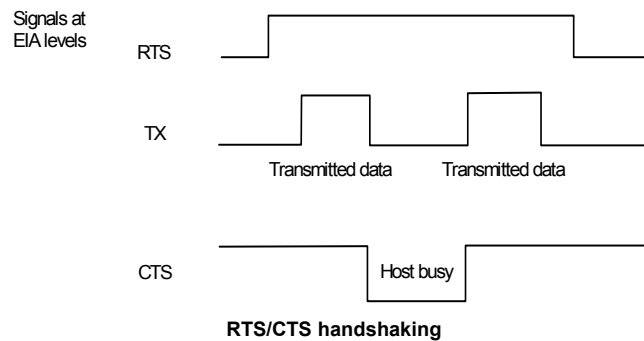 Signals at
EIA levels
RTS
TX
Transmitted data
Transmitted data
CTS
Host busy
RTS/CTS handshaking